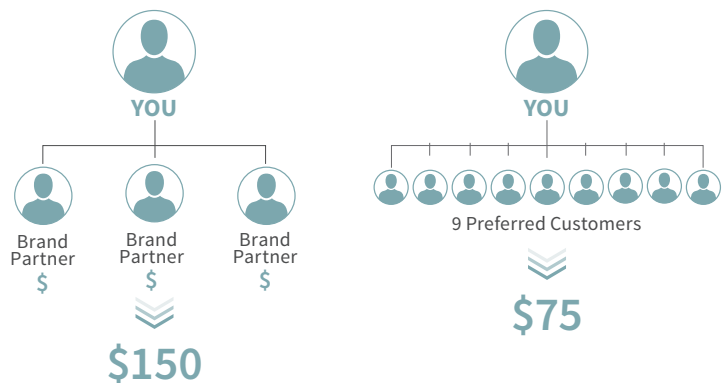 YOU
Brand
Partner
$
Brand
Partner
$
Brand
Partner
$
$150
YOU
9 Preferred Customers
$75